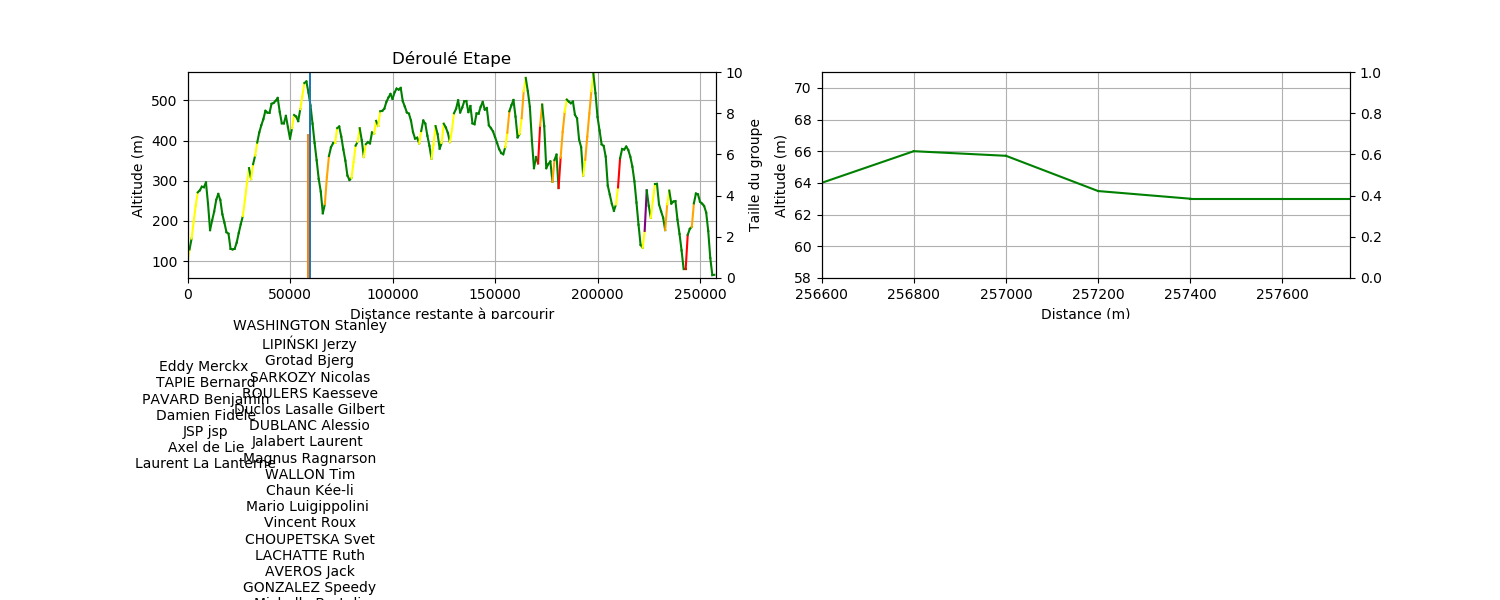 Déroulé Etape
500
400
300
200
100
Altitude (m)
10
8
6
4
2
0
Taille du groupe
0
50000
100000
150000
200000
250000
Distance restante à parcourir
70
68
66
64
62
60
58
Altitude (m)
1.0
0.8
0.6
0.4
0.2
0.0
256600
256800
257000
257200
257400
257600
Distance (m)
Eddy Merckx
TAPIE Bernard
PAVARD Benjamin
Damien Fidèle
JSP jsp
Axel de Lie
Laurent La Lanterne
WASHINGTON Stanley
LIPIŃSKI Jerzy
Grotad Bjerg
SARKOZY Nicolas
ROULERS Kaesseve
Duclos Lasalle Gilbert
DUBLANC Alessio
Jalabert Laurent
Magnus Ragnarson
WALLON Tim
Chaun Kée-li
Mario Luigippolini
Vincent Roux
CHOUPETSKA Svet
LACHATTE Ruth
AVEROS Jack
GONZALEZ Speedy